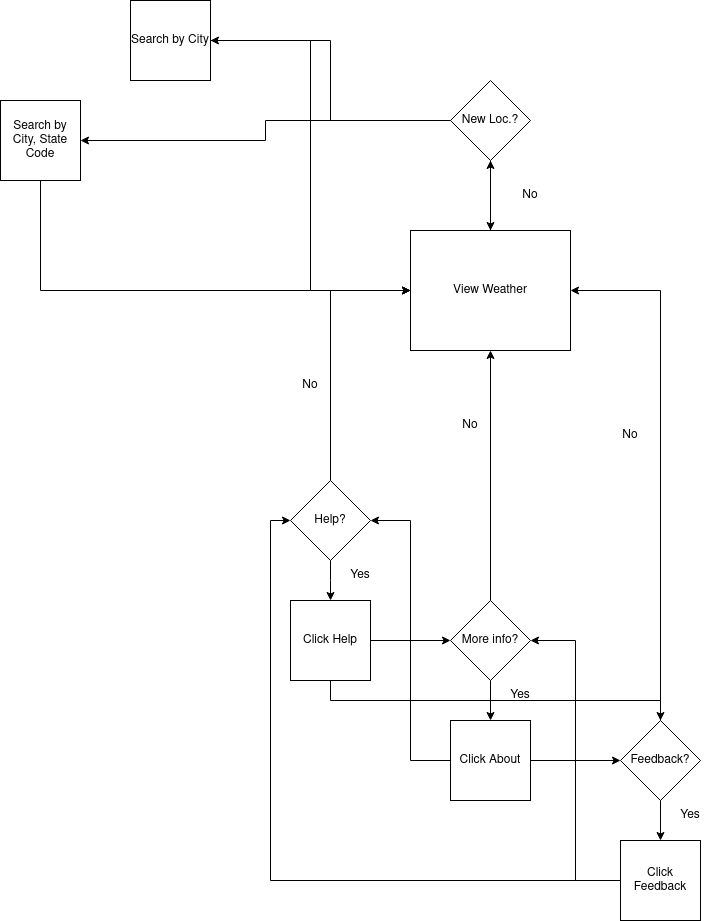 Search by City
New Loc.?
Search by
City, State
Code
No
View Weather
No
No
No
Help?
Yes
Click Help
More info?
Yes
Click About
Feedback?
Yes
Click
Feedback